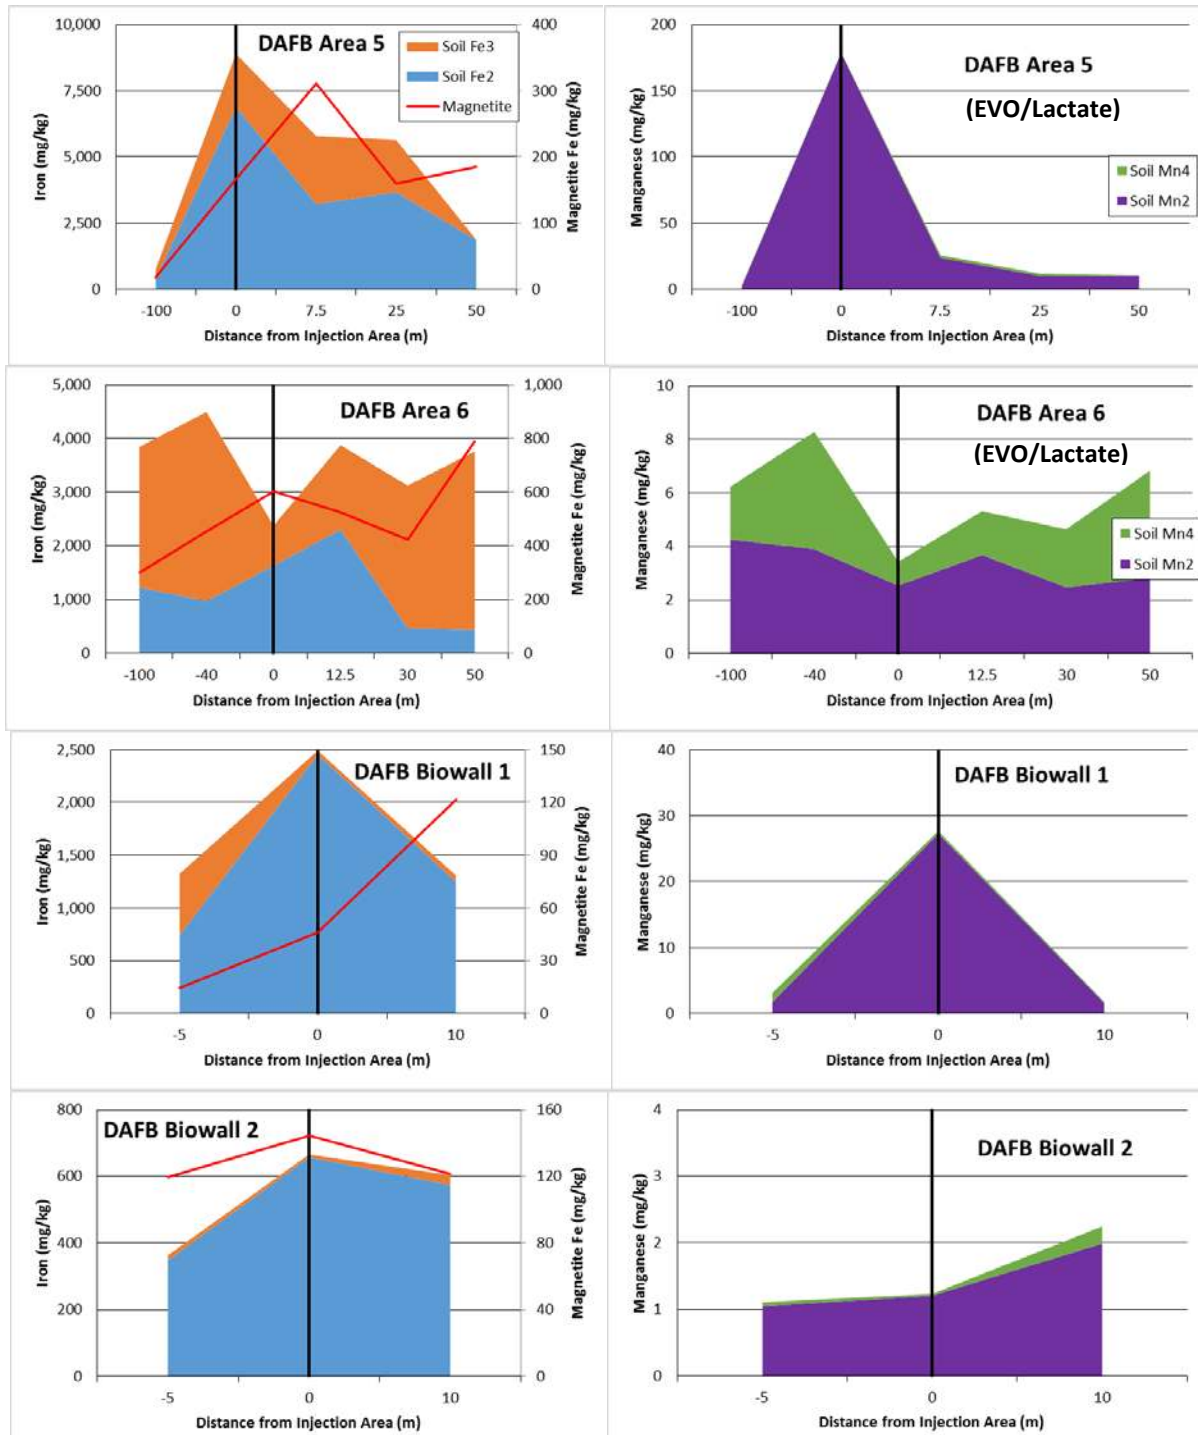 DAFB Area 5
Soil Fe3
Soil Fe2
Magnetite
10,000
7,500
5,000
2,500
0
Iron (mg/kg)
400
300
200
100
0
Magnetite Fe (mg/kg)
-100 0 7.5 25 50
Distance from Injection Area (m)
DAFB Area 5
(EVO/Lactate)
Soil Mn4
Soil Mn2
200
150
100
50
0
Manganese (mg/kg)
-100 0 7.5 25 50
Distance from Injection Area (m)
DAFB Area 6
5,000
4,000
3,000
2,000
1,000
0
Iron (mg/kg)
1,000
800
600
400
200
0
Magnetite Fe (mg/kg)
-100 -40 0 12.5 30 50
Distance from Injection Area (m)
DAFB Area 6
(EVO/Lactate)
Soil Mn4
Soil Mn2
10
8
6
4
2
0
Manganese (mg/kg)
-100 -40 0 12.5 30 50
Distance from Injection Area (m)
DAFB Biowall 1
2,500
2,000
1,500
1,000
500
0
Iron (mg/kg)
150
120
90
60
30
0
Magnetite Fe (mg/kg)
-5 0 10
Distance from Injection Area (m)
DAFB Biowall 1
40
30
20
10
0
Manganese (mg/kg)
-5 0 10
Distance from Injection Area (m)
DAFB Biowall 2
800
600
400
200
0
Iron (mg/kg)
160
120
80
40
0
Magnetite Fe (mg/kg)
-5 0 10
Distance from Injection Area (m)
DAFB Biowall 2
4
3
2
1
0
Manganese (mg/kg)
-5 0 10
Distance from Injection Area (m)